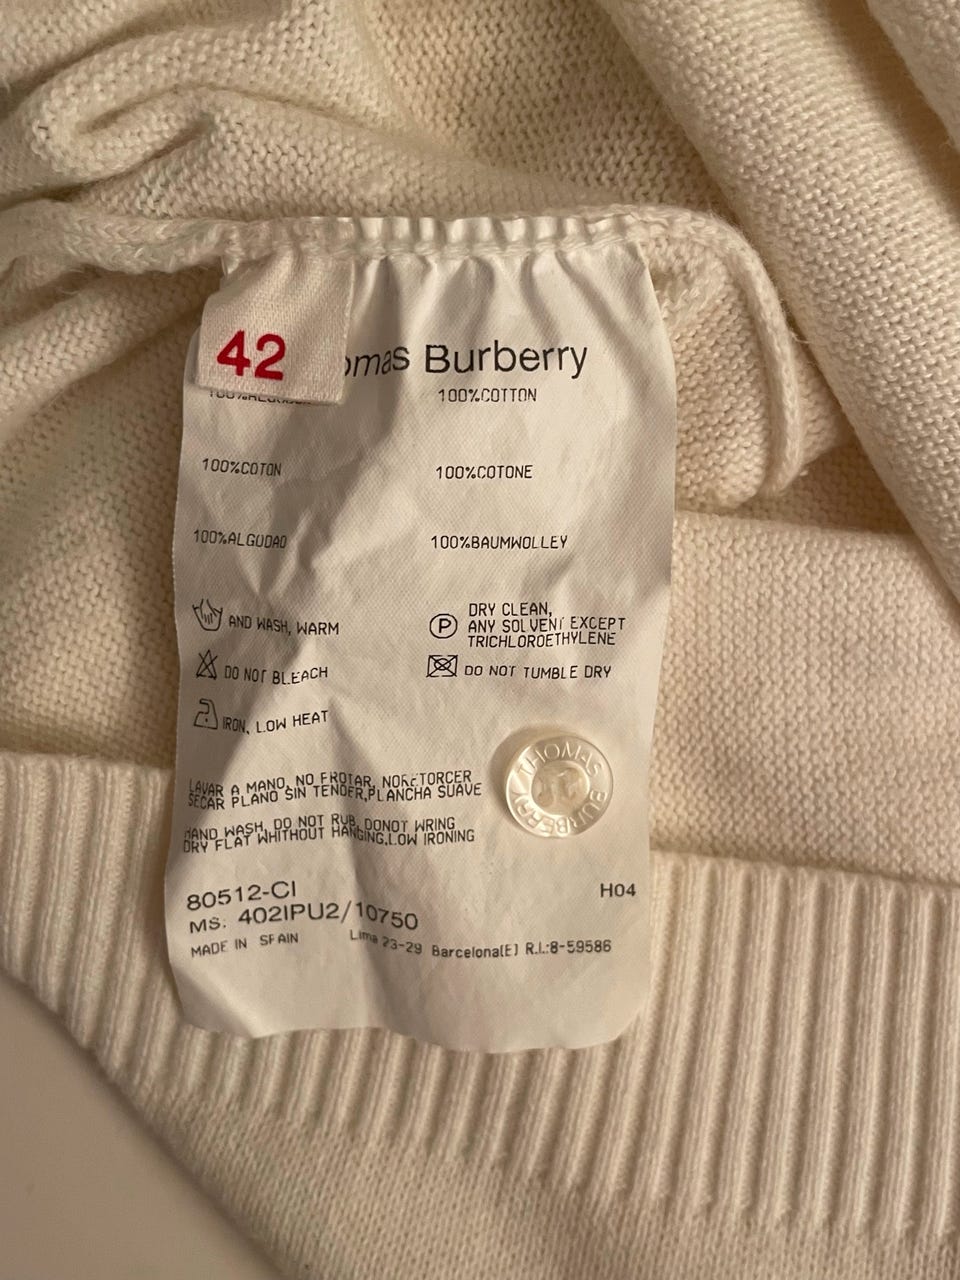 42
omas Burberry
100%COTTON
100%COTON
100%COTONE
100%ALGODAO
100%BAUMWOLLEY
AND WASH, WARM
P
DRY CLEAN,
ANY SOLVENT EXCEPT
TRICHLOROETHYLENE
DO NOT BLEACH
DO NOT TUMBLE DRY
IRON, LOW HEAT
LAVAR A MANO, NO FROTAR, NORETORCER
SECAR PLANO SIN TENDER,PLANCHA SUAVE
HAND WASH, DO NOT RUB, DONOT WRING
DRY FLAT WHITHOUT HANGING,LOW IRONING
THOMAS BURBERRY
80512-CI
H04
MS: 402IPU2/10750
MADE IN SPAIN
Lima 23-29 Barcelona(E) R.I.:8-59586